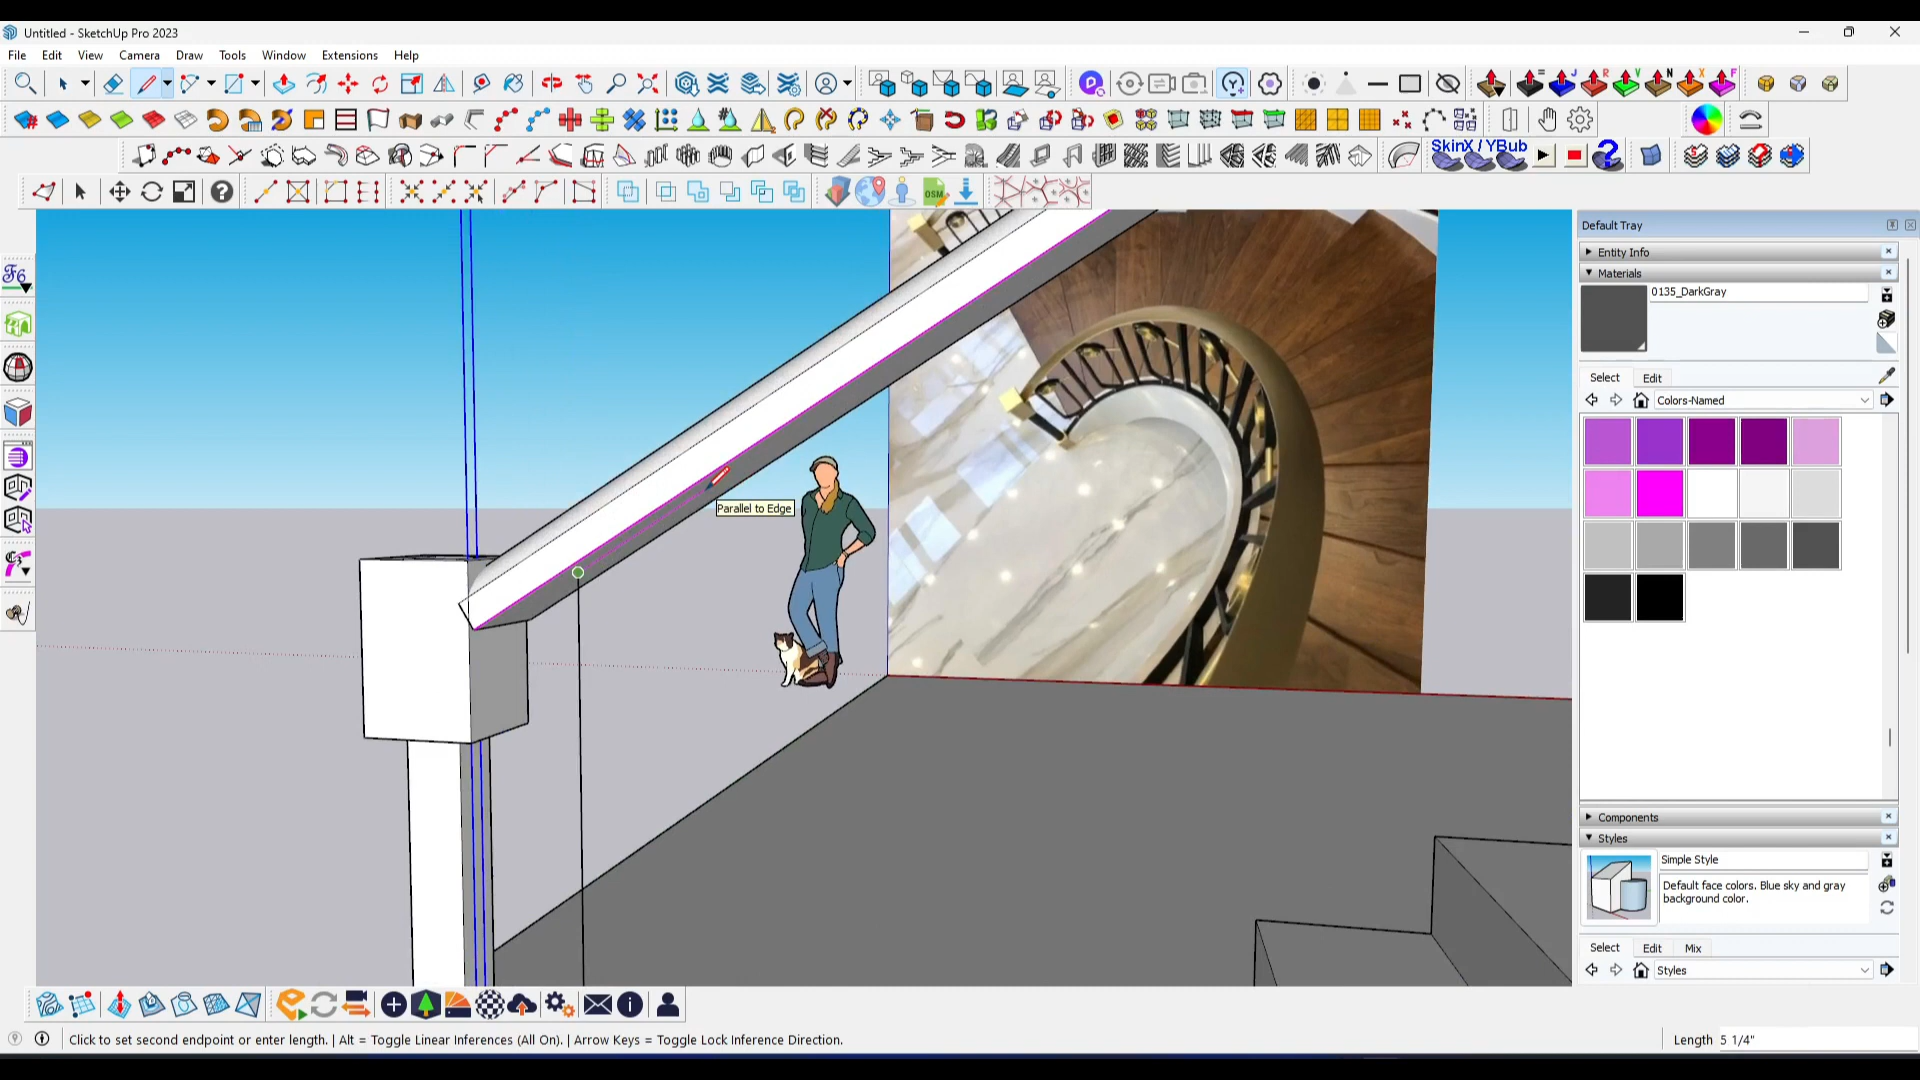 Untitled - SketchUp Pro 2023
File Edit View Camera Draw Tools Window Extensions Help
SkinX / YBub
OSM
Default Tray
Entity Info
Materials
0135_DarkGray
Select Edit
Colors-Named
Parallel to Edge
Components
Styles
Simple Style
Default face colors. Blue sky and gray
background color.
Select Edit Mix
Styles
Click to set second endpoint or enter length. | Alt = Toggle Linear Inferences (All On). | Arrow Keys = Toggle Lock Inference Direction.
Length 5 1/4"